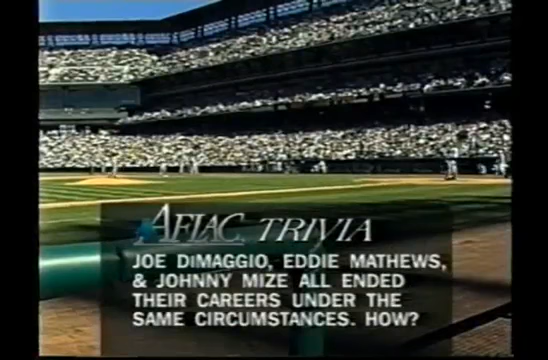 AFLAC TRIVIA
JOE DiMAGGIO, EDDIE MATHEWS,
& JOHNNY MIZE ALL ENDED
THEIR CAREERS UNDER THE
SAME CIRCUMSTANCES. HOW?